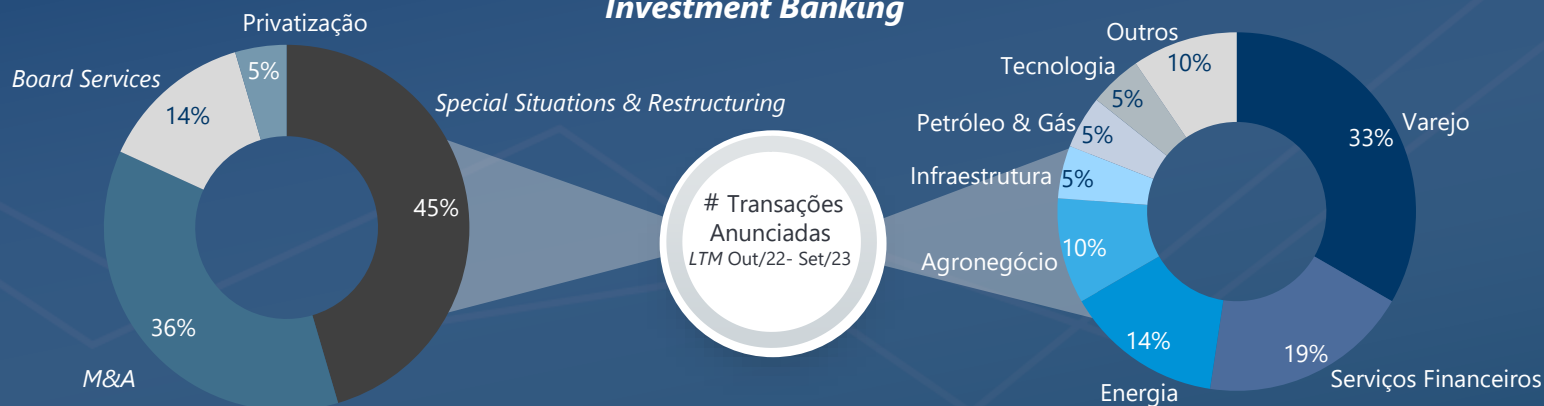 Investment Banking
Privatização
5%
Board Services
14%
Special Situations & Restructuring
45%
36%
M&A
# Transações
Anunciadas
LTM Out/22- Set/23
Outros
10%
Tecnologia
5%
Petróleo & Gás
5%
Infraestrutura
5%
Agronegócio
10%
14%
Energia
19%
Serviços Financeiros
33%
Varejo